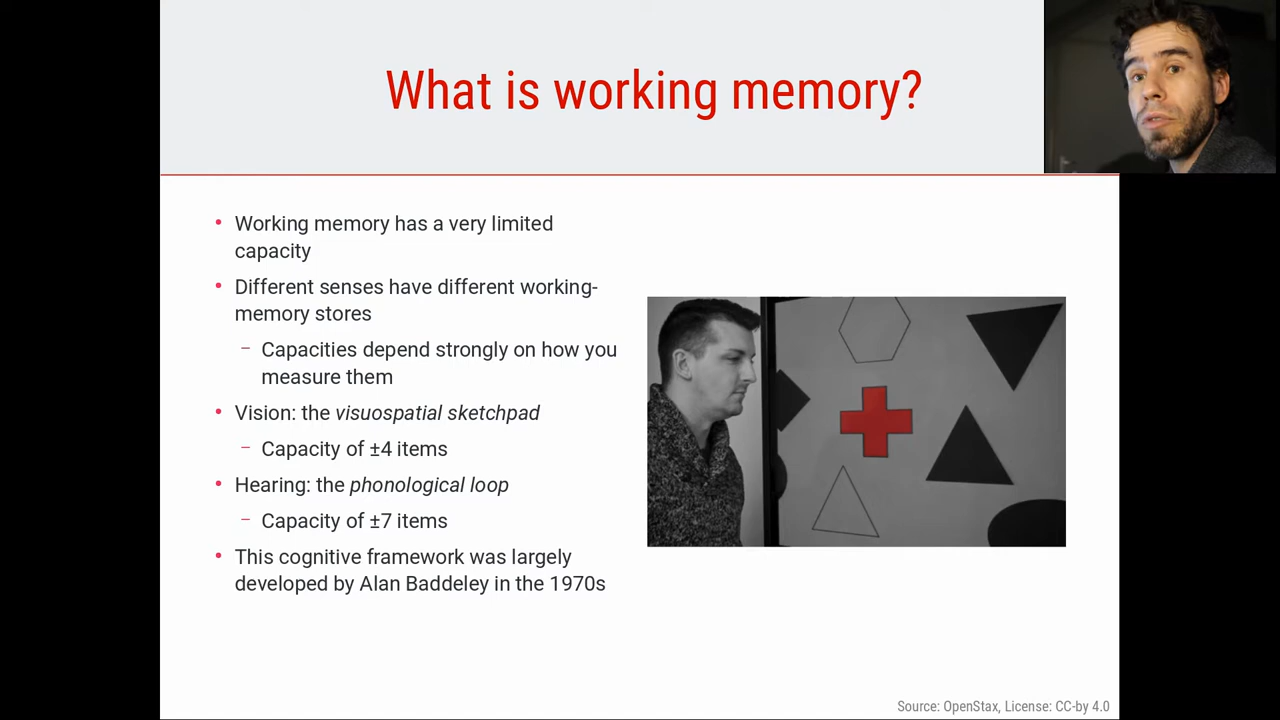 What is working memory?
• Working memory has a very limited
capacity
• Different senses have different working-
memory stores
– Capacities depend strongly on how you
measure them
• Vision: the visuospatial sketchpad
– Capacity of ±4 items
• Hearing: the phonological loop
– Capacity of ±7 items
• This cognitive framework was largely
developed by Alan Baddeley in the 1970s
Source: OpenStax, License: CC-by 4.0